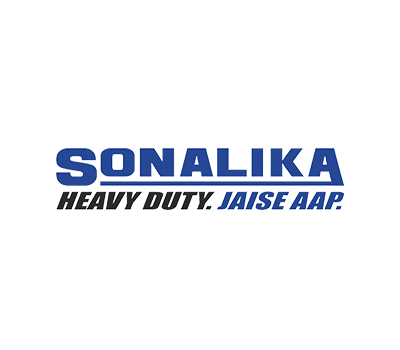 SONALIKA
HEAVY DUTY. JAISE AAP.